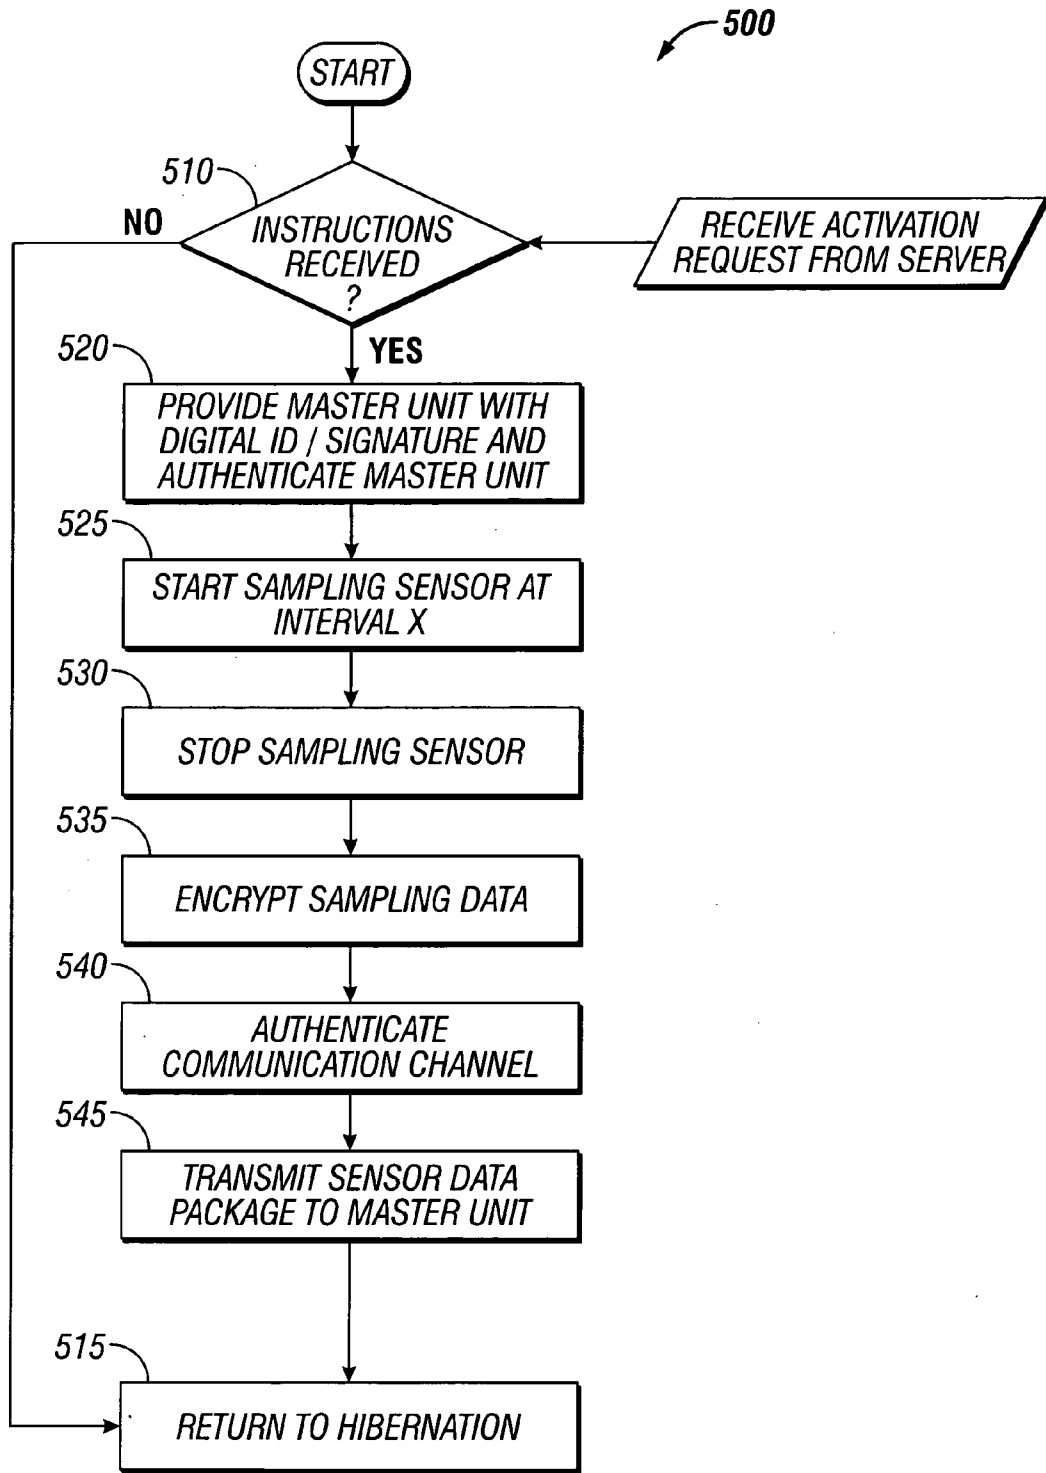 500
START
510
NO
INSTRUCTIONS
RECEIVED
?
RECEIVE ACTIVATION
REQUEST FROM SERVER
YES
520
PROVIDE MASTER UNIT WITH
DIGITAL ID / SIGNATURE AND
AUTHENTICATE MASTER UNIT
525
START SAMPLING SENSOR AT
INTERVAL X
530
STOP SAMPLING SENSOR
535
ENCRYPT SAMPLING DATA
540
AUTHENTICATE
COMMUNICATION CHANNEL
545
TRANSMIT SENSOR DATA
PACKAGE TO MASTER UNIT
515
RETURN TO HIBERNATION